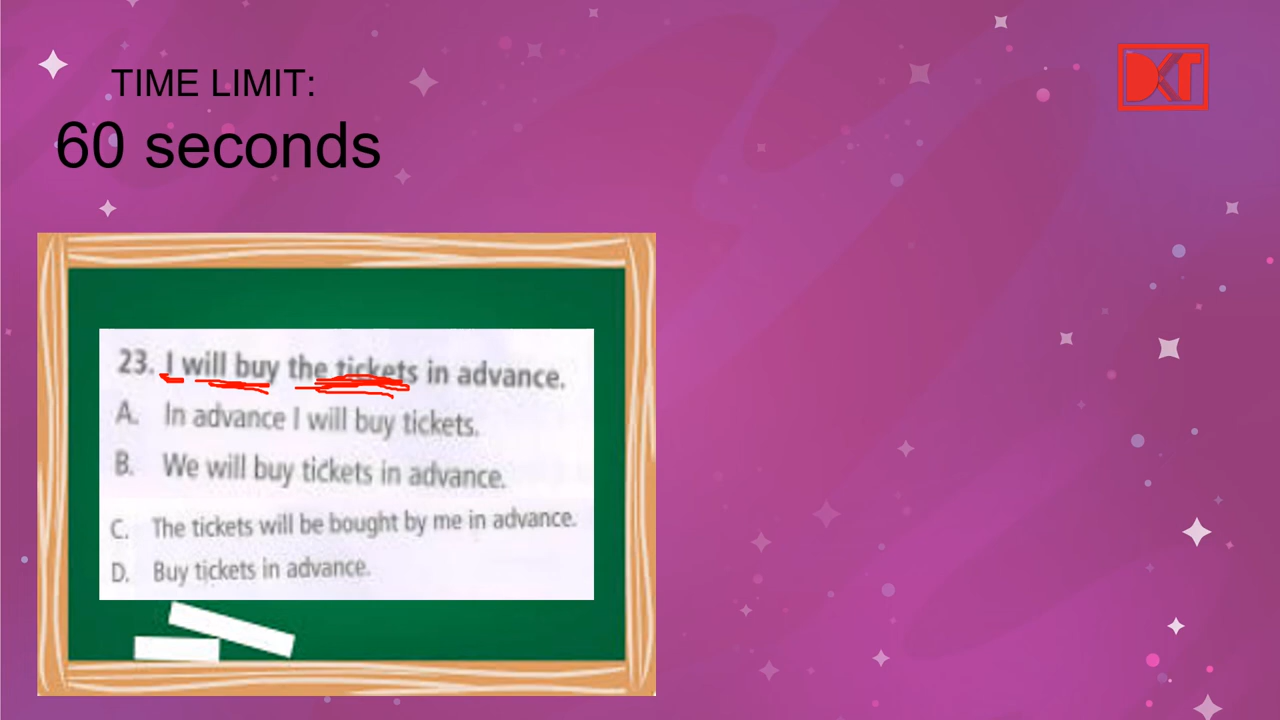 TIME LIMIT:
60 seconds
DKT
23. I will buy the tickets in advance.
A. In advance I will buy tickets.
B. We will buy tickets in advance.
C. The tickets will be bought by me in advance.
D. Buy tickets in advance.